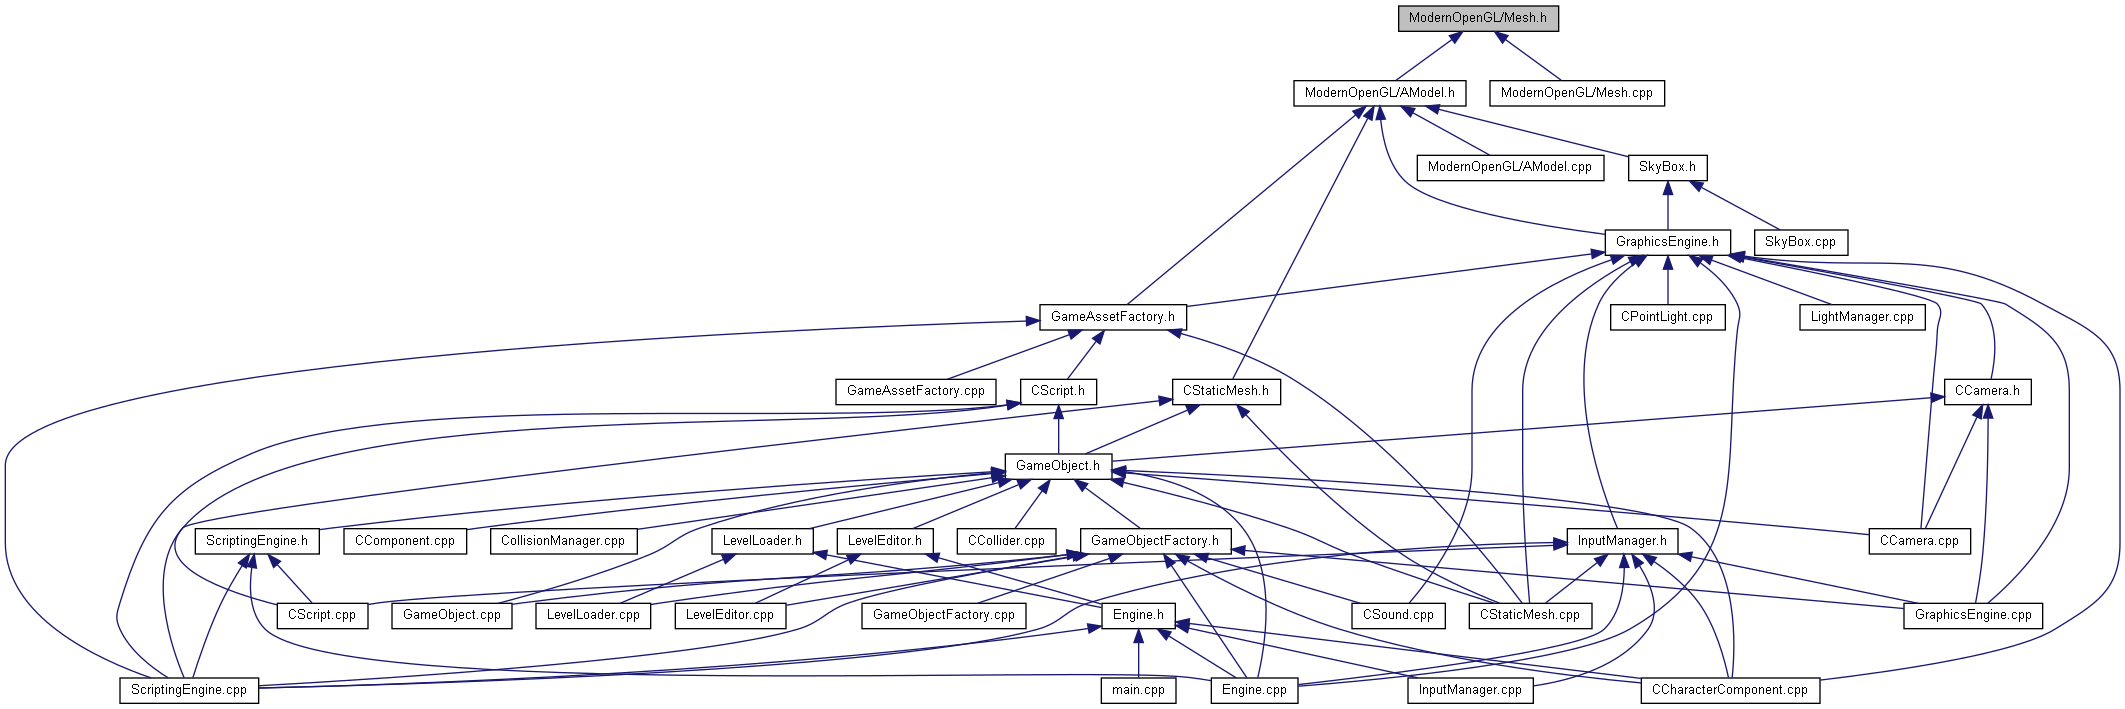 ModernOpenGL/Mesh.h
ModernOpenGL/AModel.h
ModernOpenGL/Mesh.cpp
ModernOpenGL/AModel.cpp
SkyBox.h
GraphicsEngine.h
SkyBox.cpp
GameAssetFactory.h
CPointLight.cpp
LightManager.cpp
GameAssetFactory.cpp
CScript.h
CStaticMesh.h
CCamera.h
GameObject.h
ScriptingEngine.h
CComponent.cpp
CollisionManager.cpp
LevelLoader.h
LevelEditor.h
CCollider.cpp
GameObjectFactory.h
InputManager.h
CCamera.cpp
CScript.cpp
GameObject.cpp
LevelLoader.cpp
LevelEditor.cpp
GameObjectFactory.cpp
Engine.h
CSound.cpp
CStaticMesh.cpp
GraphicsEngine.cpp
ScriptingEngine.cpp
main.cpp
Engine.cpp
InputManager.cpp
CCharacterComponent.cpp